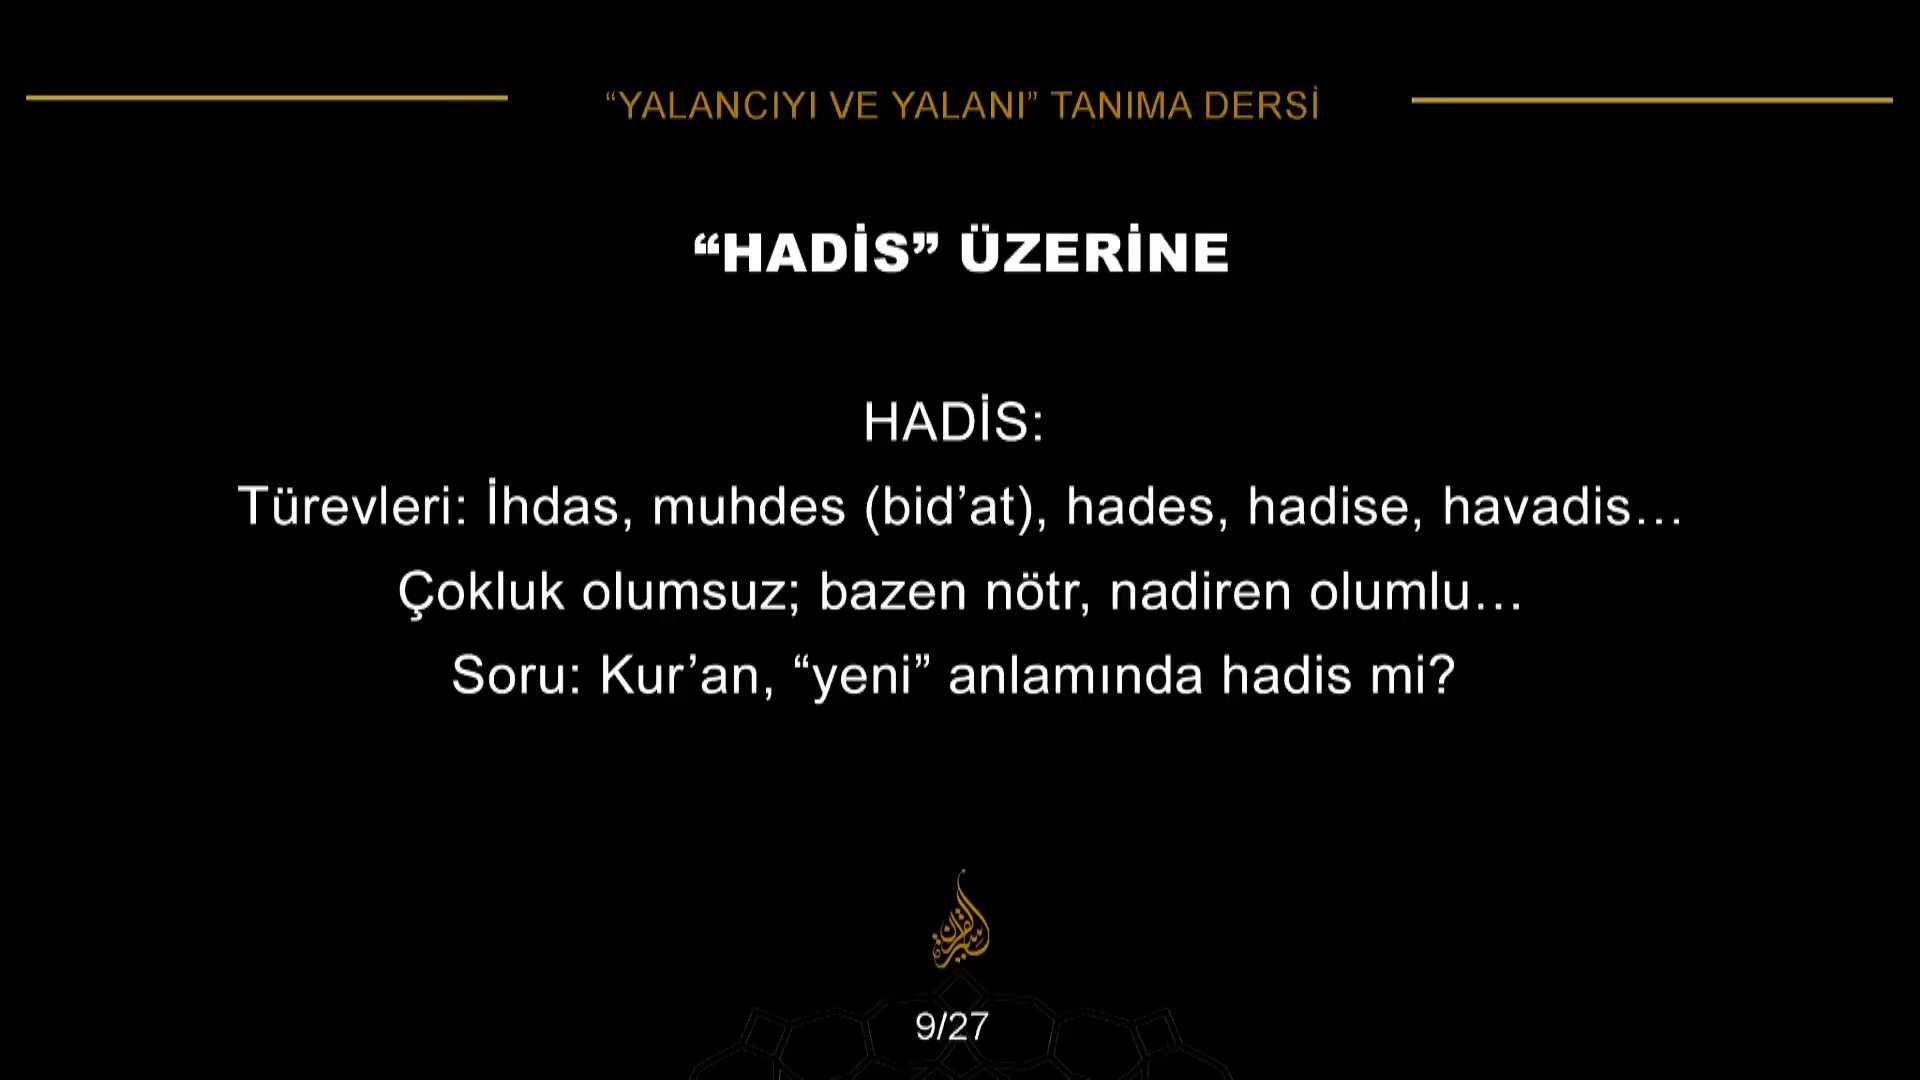 “YALANCIYI VE YALANI” TANIMA DERSİ
“HADİS” ÜZERİNE
HADİS:
Türevleri: İhdas, muhdes (bid’at), hades, hadise, havadis…
Çokluk olumsuz; bazen nötr, nadiren olumlu…
Soru: Kur’an, “yeni” anlamında hadis mi?
9/27